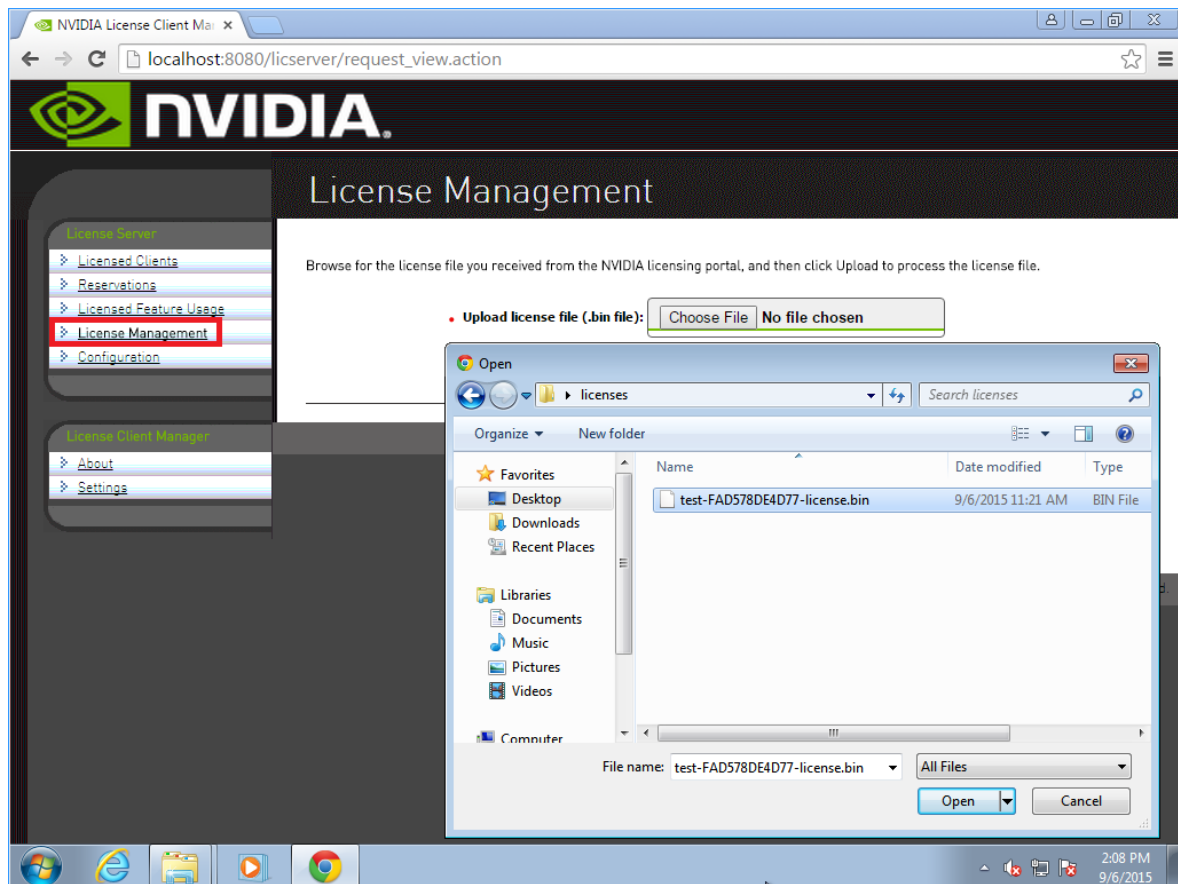 NVIDIA License Client Ma
localhost:8080/licserver/request_view.action
NVIDIA.
License Management
License Server
Licensed Clients
Reservations
Licensed Feature Usage
License Management
Configuration
License Client Manager
About
Settings
Browse for the license file you received from the NVIDIA licensing portal, and then click Upload to process the license file.
Upload license file (.bin file): Choose File No file chosen
Open
licenses
Search licenses
Organize New folder
Favorites
Desktop
Downloads
Recent Places
Libraries
Documents
Music
Pictures
Videos
Computer
Name Date modified Type
test-FAD578DE4D77-license.bin 9/6/2015 11:21 AM BIN File
File name: test-FAD578DE4D77-license.bin All Files
Open Cancel
d.
2:08 PM
9/6/2015